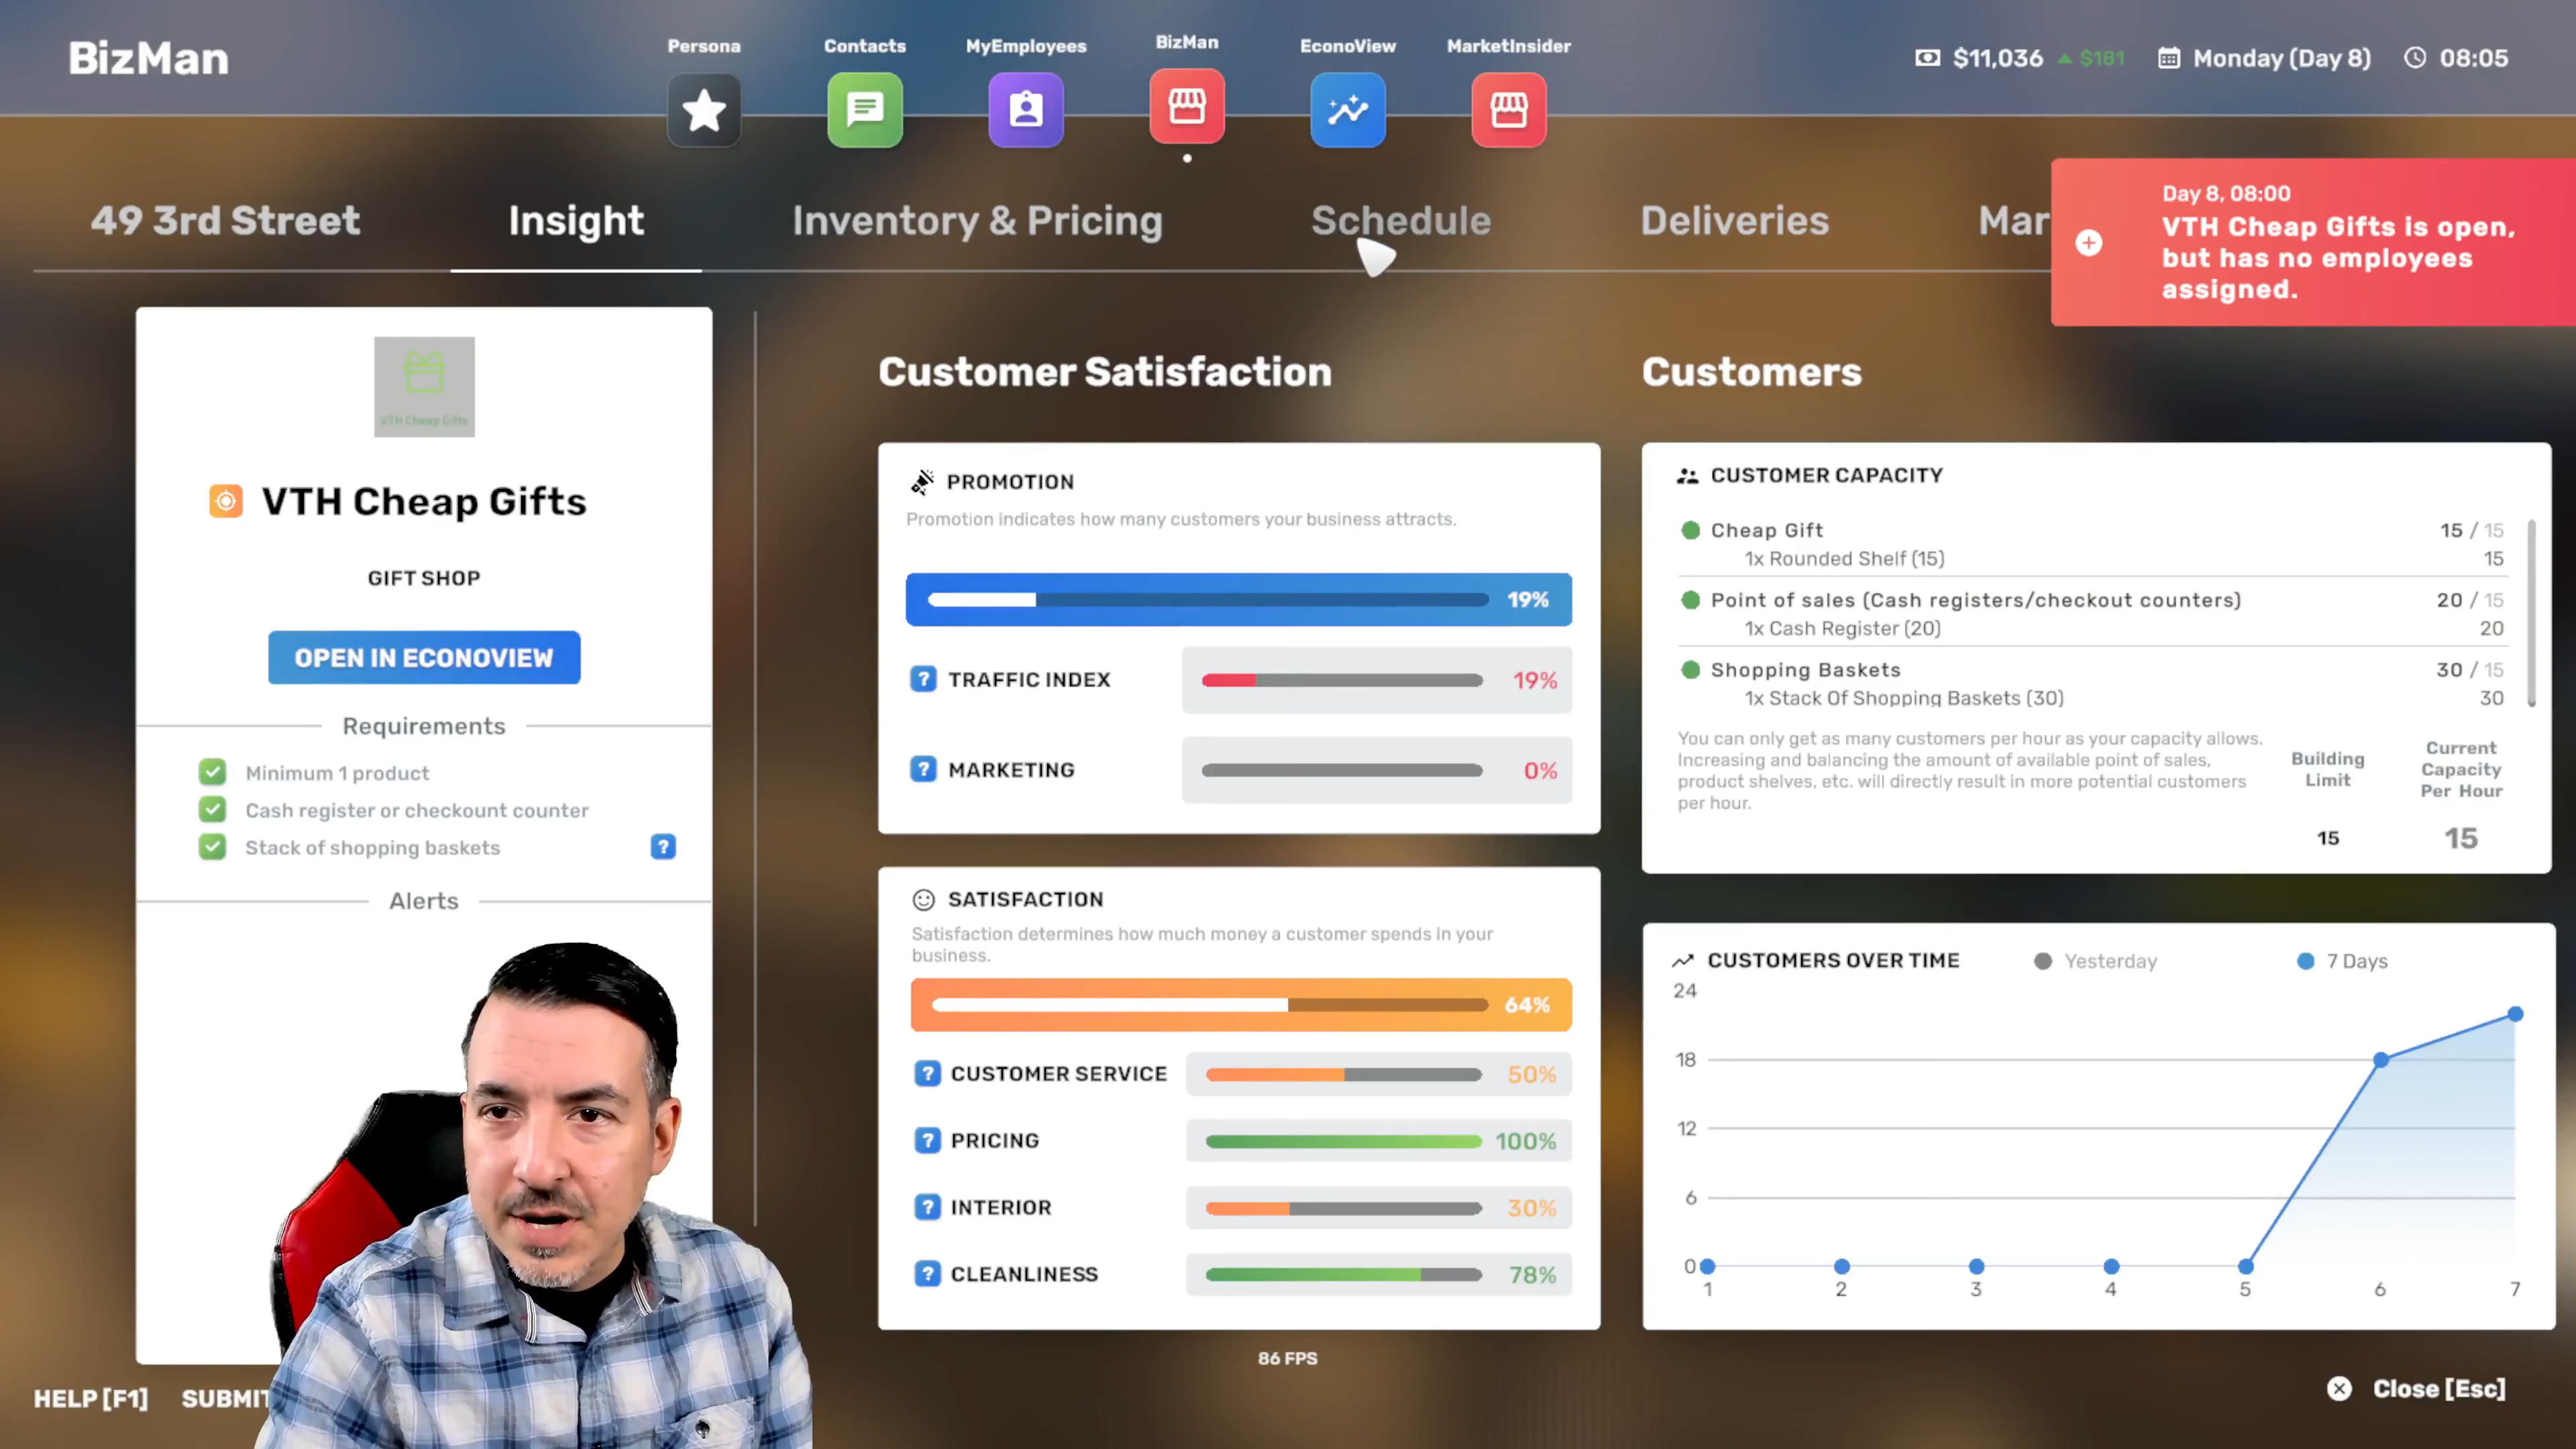 BizMan
Persona
Contacts
MyEmployees
BizMan
EconoView
MarketInsider
$11,036
$181
Monday (Day 8)
08:05
49 3rd Street
Insight
Inventory & Pricing
Schedule
Deliveries
Mar
Day 8, 08:00
VTH Cheap Gifts is open,
but has no employees
assigned.
VTH Cheap Gifts
VTH Cheap Gifts
GIFT SHOP
OPEN IN ECONOVIEW
Requirements
Minimum 1 product
Cash register or checkount counter
Stack of shopping baskets
?
Alerts
Customer Satisfaction
PROMOTION
Promotion indicates how many customers your business attracts.
19%
? TRAFFIC INDEX 19%
? MARKETING 0%
SATISFACTION
Satisfaction determines how much money a customer spends in your
business.
64%
? CUSTOMER SERVICE 50%
? PRICING 100%
? INTERIOR 30%
? CLEANLINESS 78%
Customers
CUSTOMER CAPACITY
Cheap Gift 15 / 15
1x Rounded Shelf (15) 15
Point of sales (Cash registers/checkout counters) 20 / 15
1x Cash Register (20) 20
Shopping Baskets 30 / 15
1x Stack Of Shopping Baskets (30) 30
You can only get as many customers per hour as your capacity allows.
Increasing and balancing the amount of available point of sales,
product shelves, etc. will directly result in more potential customers
per hour.
Building
Limit
15
Current
Capacity
Per Hour
15
CUSTOMERS OVER TIME
Yesterday
7 Days
24
18
12
6
0
1 2 3 4 5 6 7
86 FPS
HELP [F1]
SUBMIT
Close [Esc]